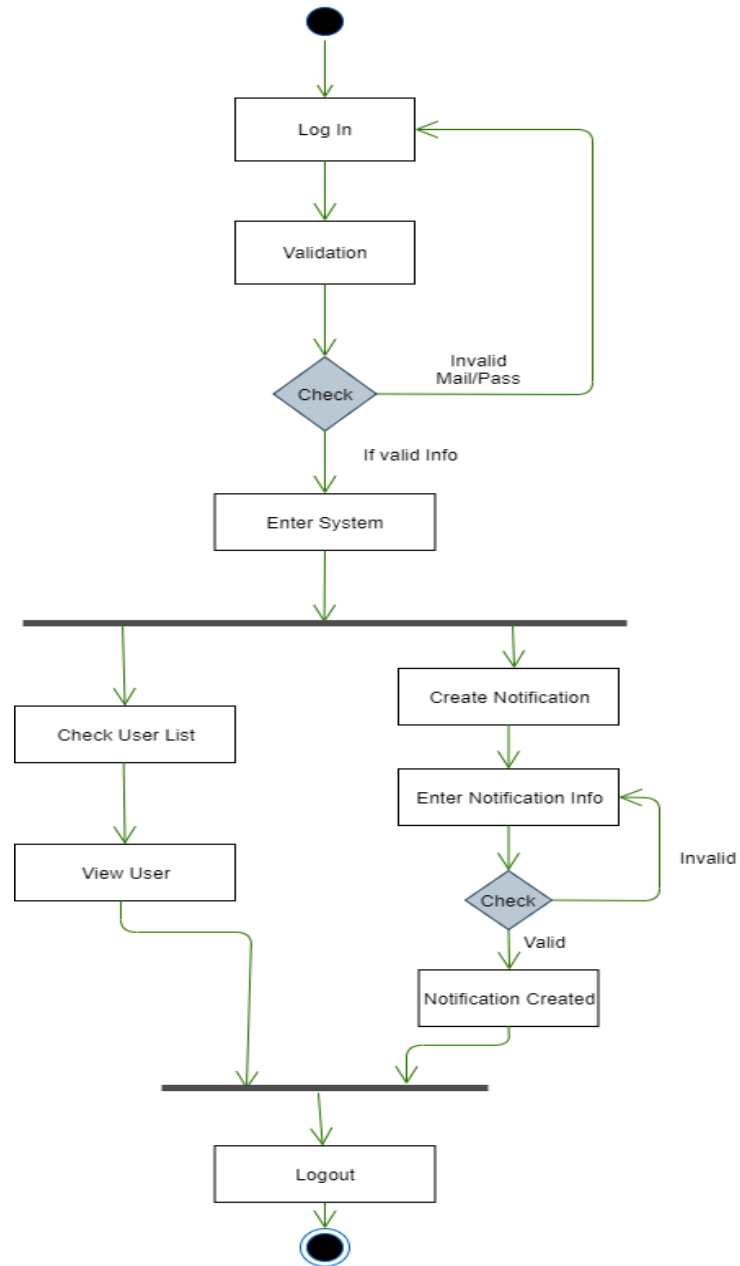 Log In
Validation
Invalid
Mail/Pass
Check
If valid Info
Enter System
Create Notification
Check User List
Enter Notification Info
Invalid
View User
Check
Valid
Notification Created
Logout